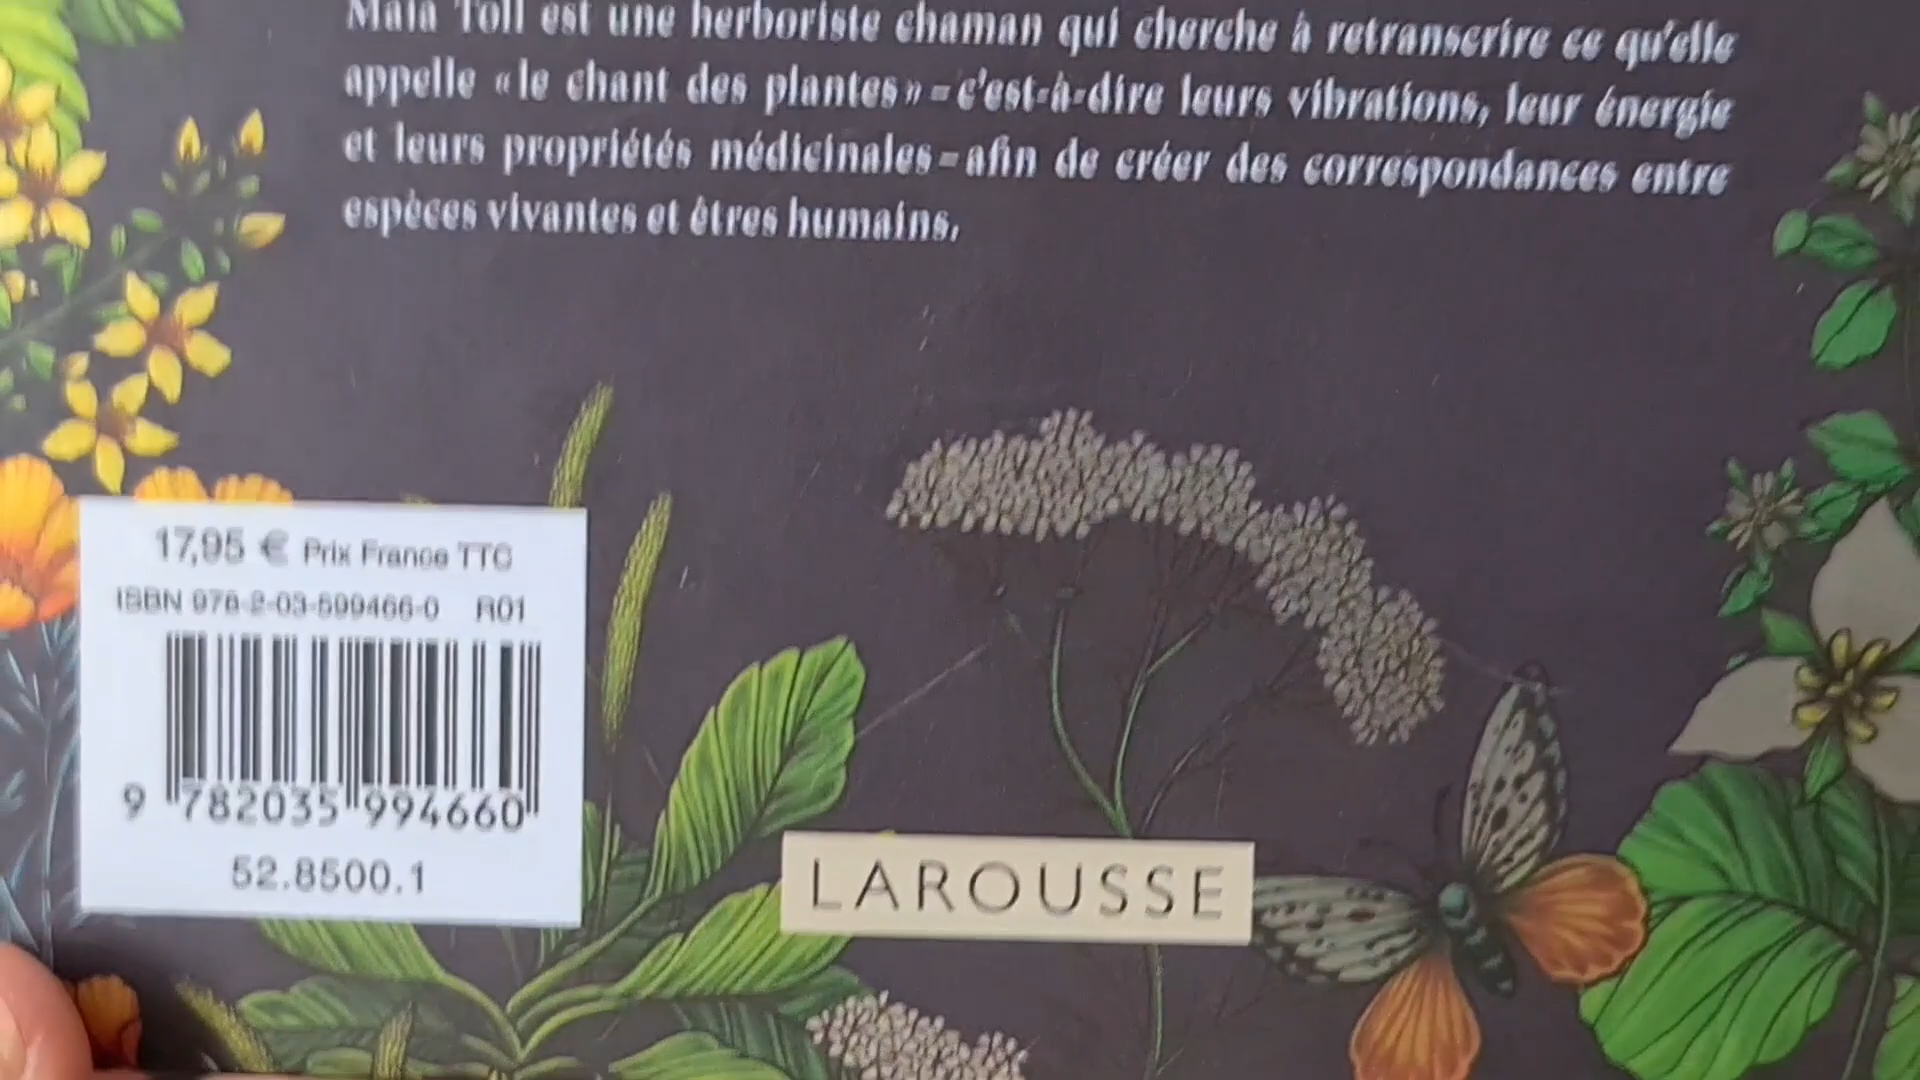 Maia Toll est une herboriste chaman qui cherche à retranscrire ce qu'elle
appelle «le chant des plantes» – c'est-à-dire leurs vibrations, leur énergie
et leurs propriétés médicinales – afin de créer des correspondances entre
espèces vivantes et êtres humains.
17,95 € Prix France TTC
ISBN 978-2-03-599466-0 R01
9 782035 994660
52.8500.1
LAROUSSE